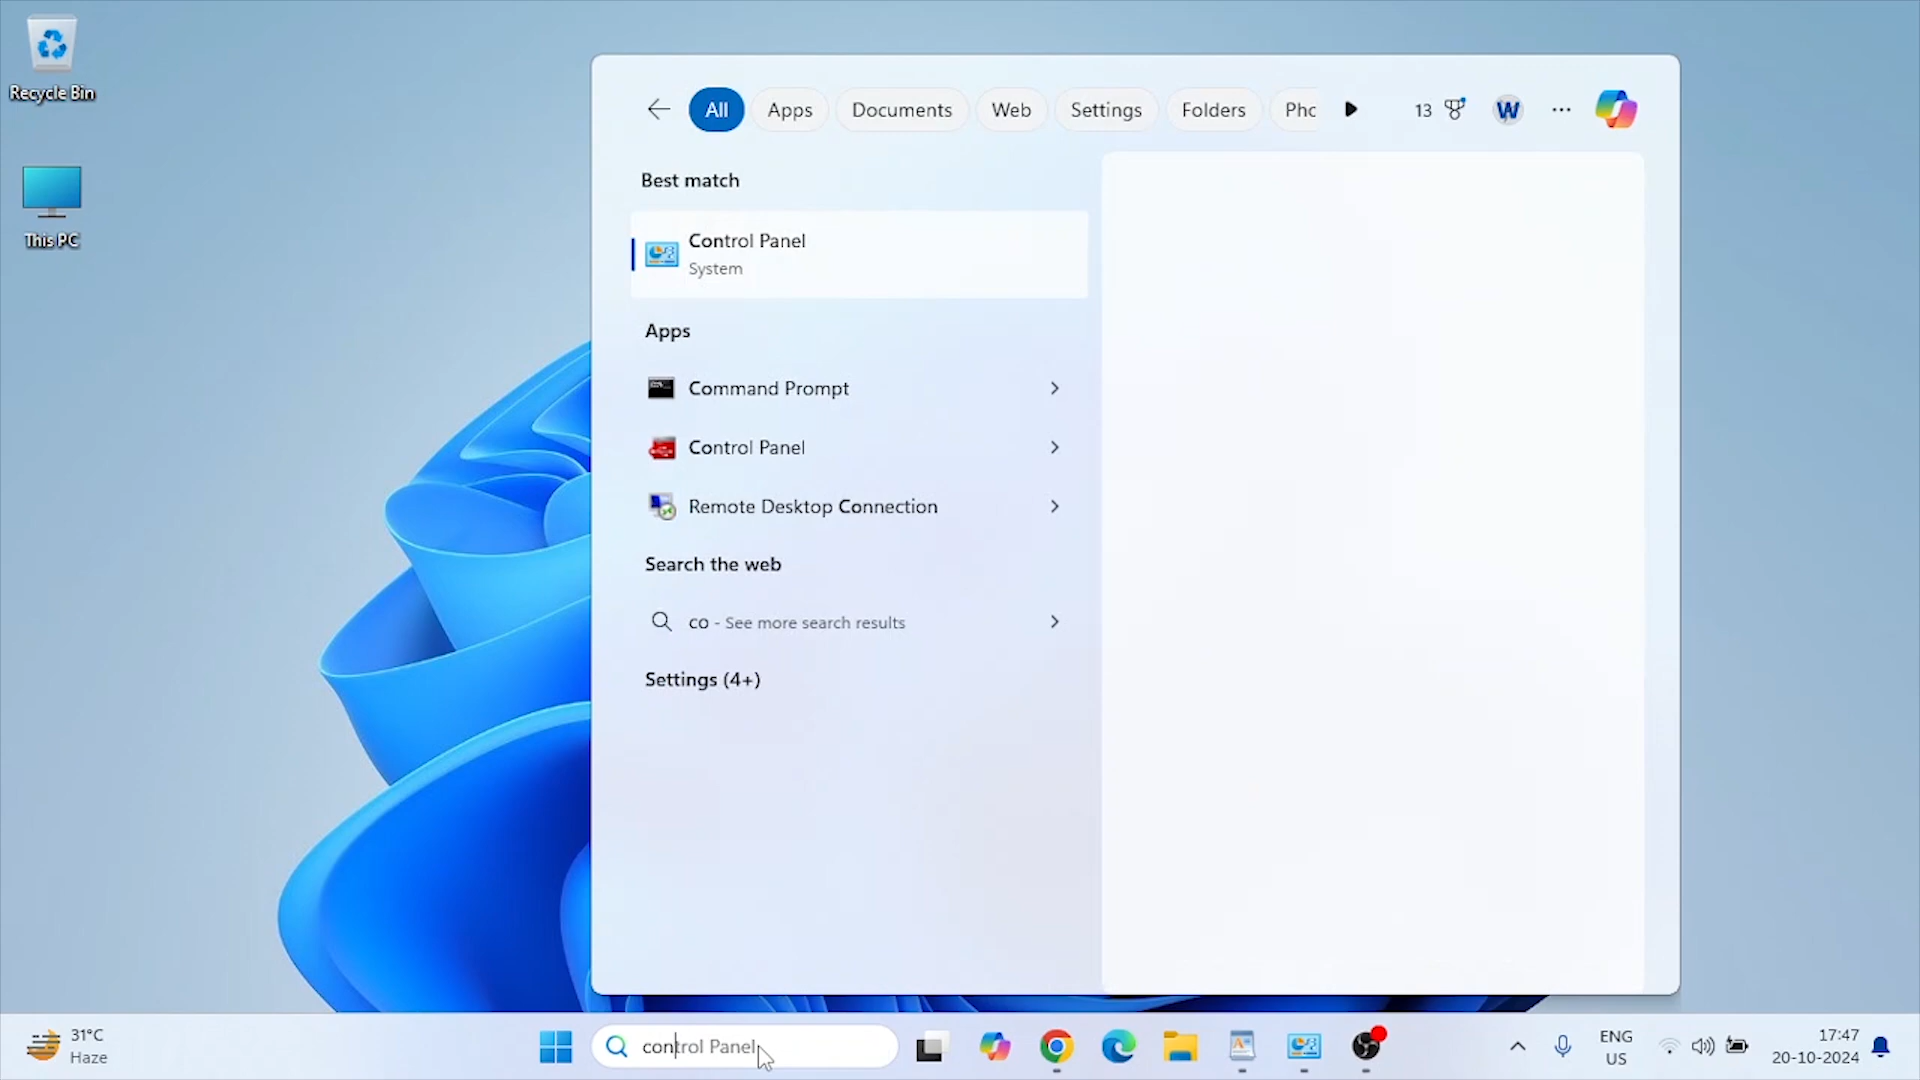 Recycle Bin
This PC
All
Apps
Documents
Web
Settings
Folders
Phc
13
W
Best match
Control Panel
System
Apps
Command Prompt
Control Panel
Remote Desktop Connection
Search the web
co - See more search results
Settings (4+)
31°C
Haze
control Panel
ENG
US
17:47
20-10-2024